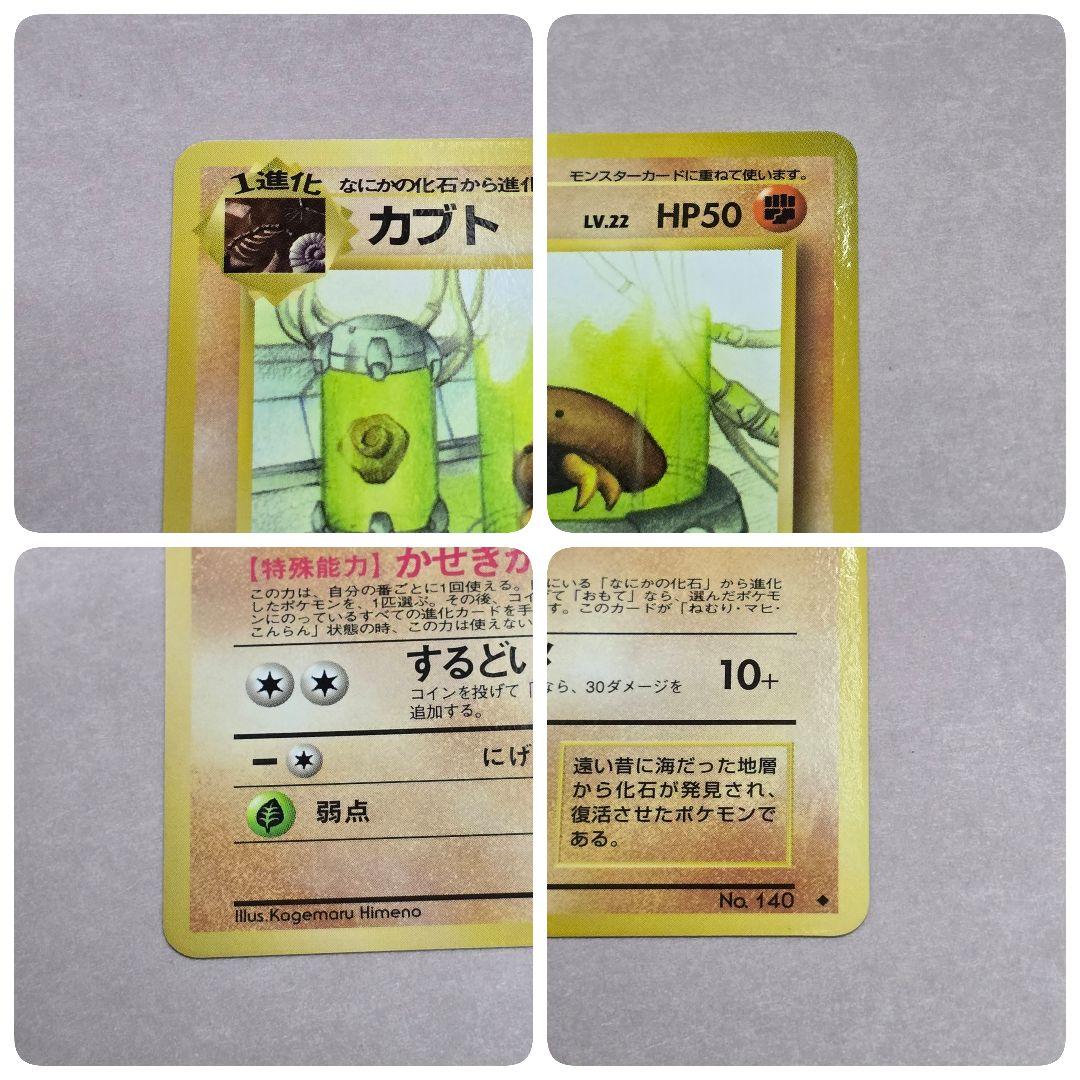 1進化
なにかの化石から進化
モンスターカードに重ねて使います。
カブト
LV.22 HP50
【特殊能力】かせきか
この力は、自分の番ごとに1回使える。
にいる「なにかの化石」から進化
したポケモンを、1匹選ぶ。その後、コイ
て「おもて」なら、選んだポケモ
ンにのっているすべての進化カードを手
す。このカードが「ねむり・マヒ・
こんらん」状態の時、この力は使えない
するどい
10+
コインを投げて「
なら、30ダメージを
追加する。
ー
にげ
弱点
遠い昔に海だった地層
から化石が発見され、
復活させたポケモンで
ある。
Illus.Kagemaru Himeno
No. 140 ◆